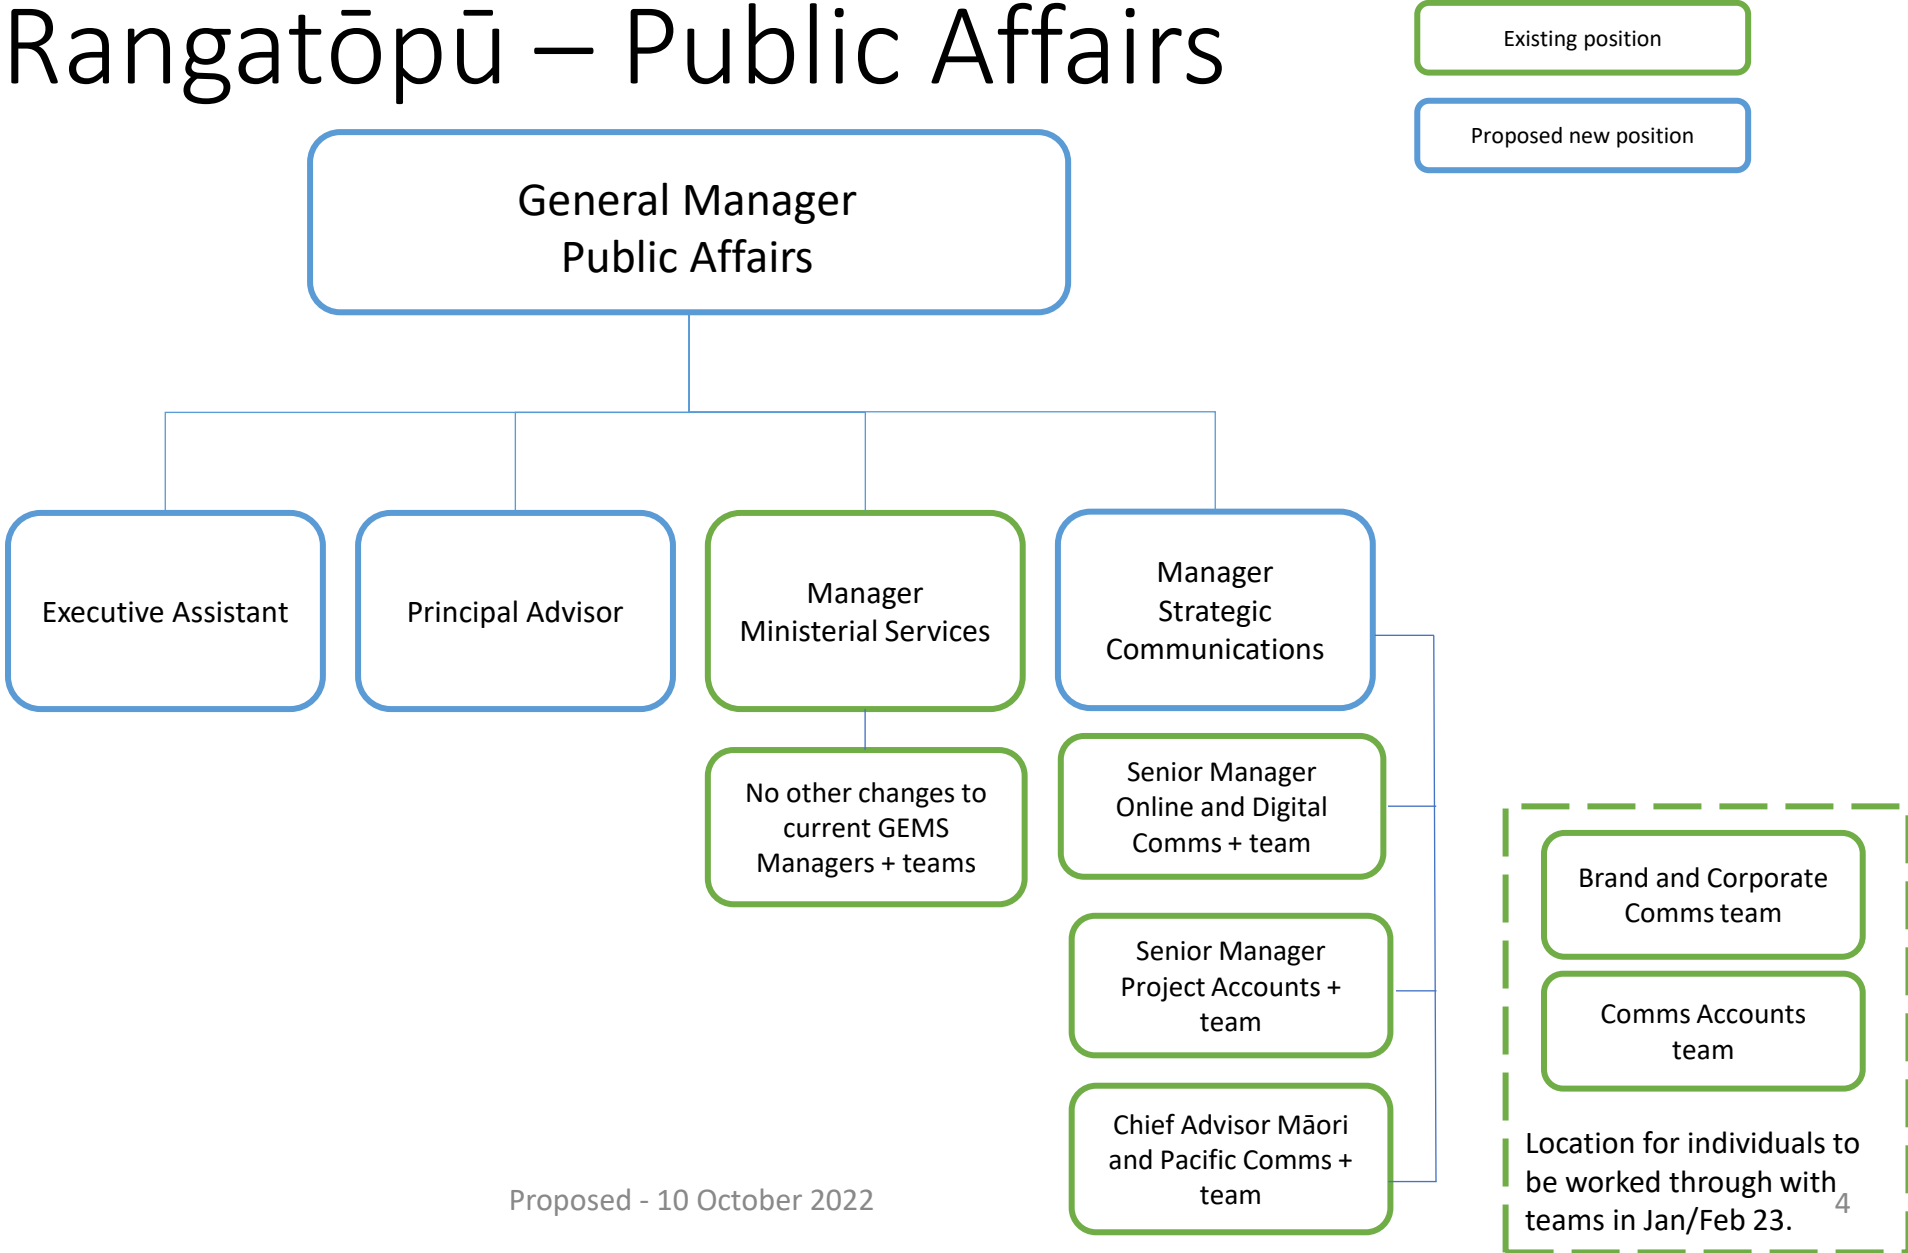 Rangatōpū – Public Affairs
Existing position
Proposed new position
General Manager
Public Affairs
Executive Assistant
Principal Advisor
Manager
Ministerial Services
Manager
Strategic
Communications
No other changes to
current GEMS
Managers + teams
Senior Manager
Online and Digital
Comms + team
Senior Manager
Project Accounts +
team
Chief Advisor Māori
and Pacific Comms +
team
Brand and Corporate
Comms team
Comms Accounts
team
Location for individuals to
be worked through with
teams in Jan/Feb 23.
Proposed - 10 October 2022
4